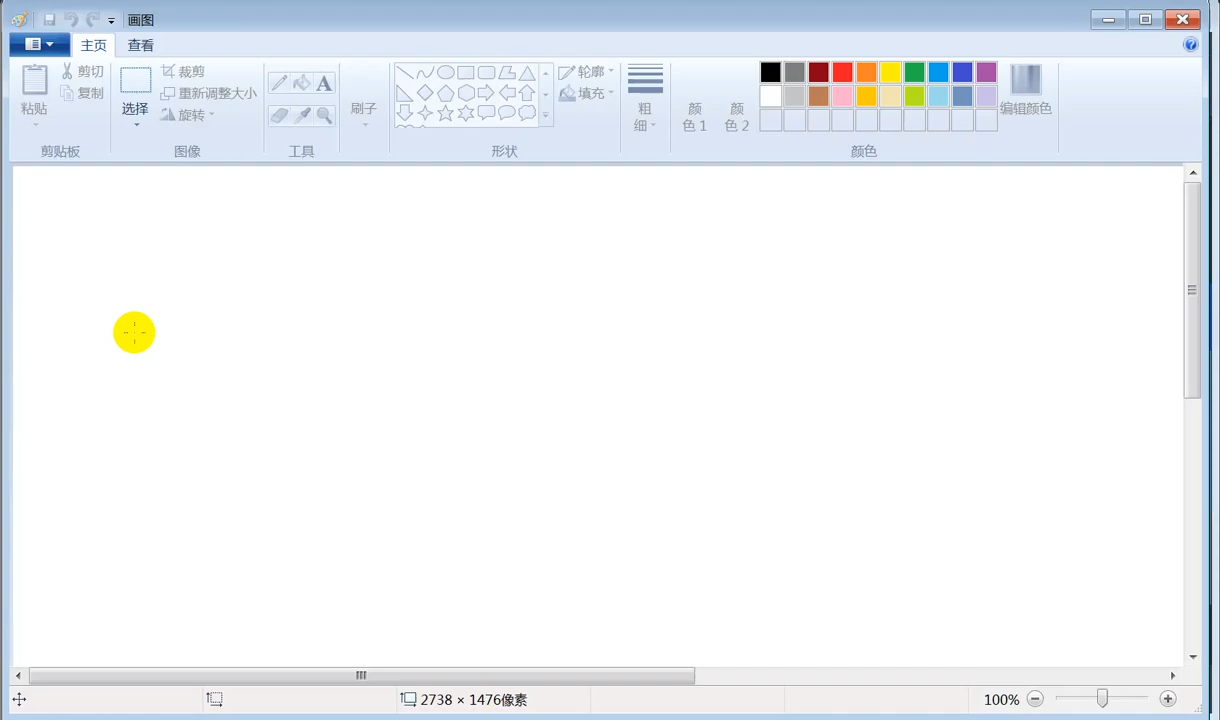 画图
主页 查看
剪切 裁剪 轮廓
复制 重新调整大小 填充
粘贴 选择 旋转 A 刷子 粗细 颜色 1 颜色 2 编辑颜色
剪贴板 图像 工具 形状 颜色
2738 × 1476像素 100%